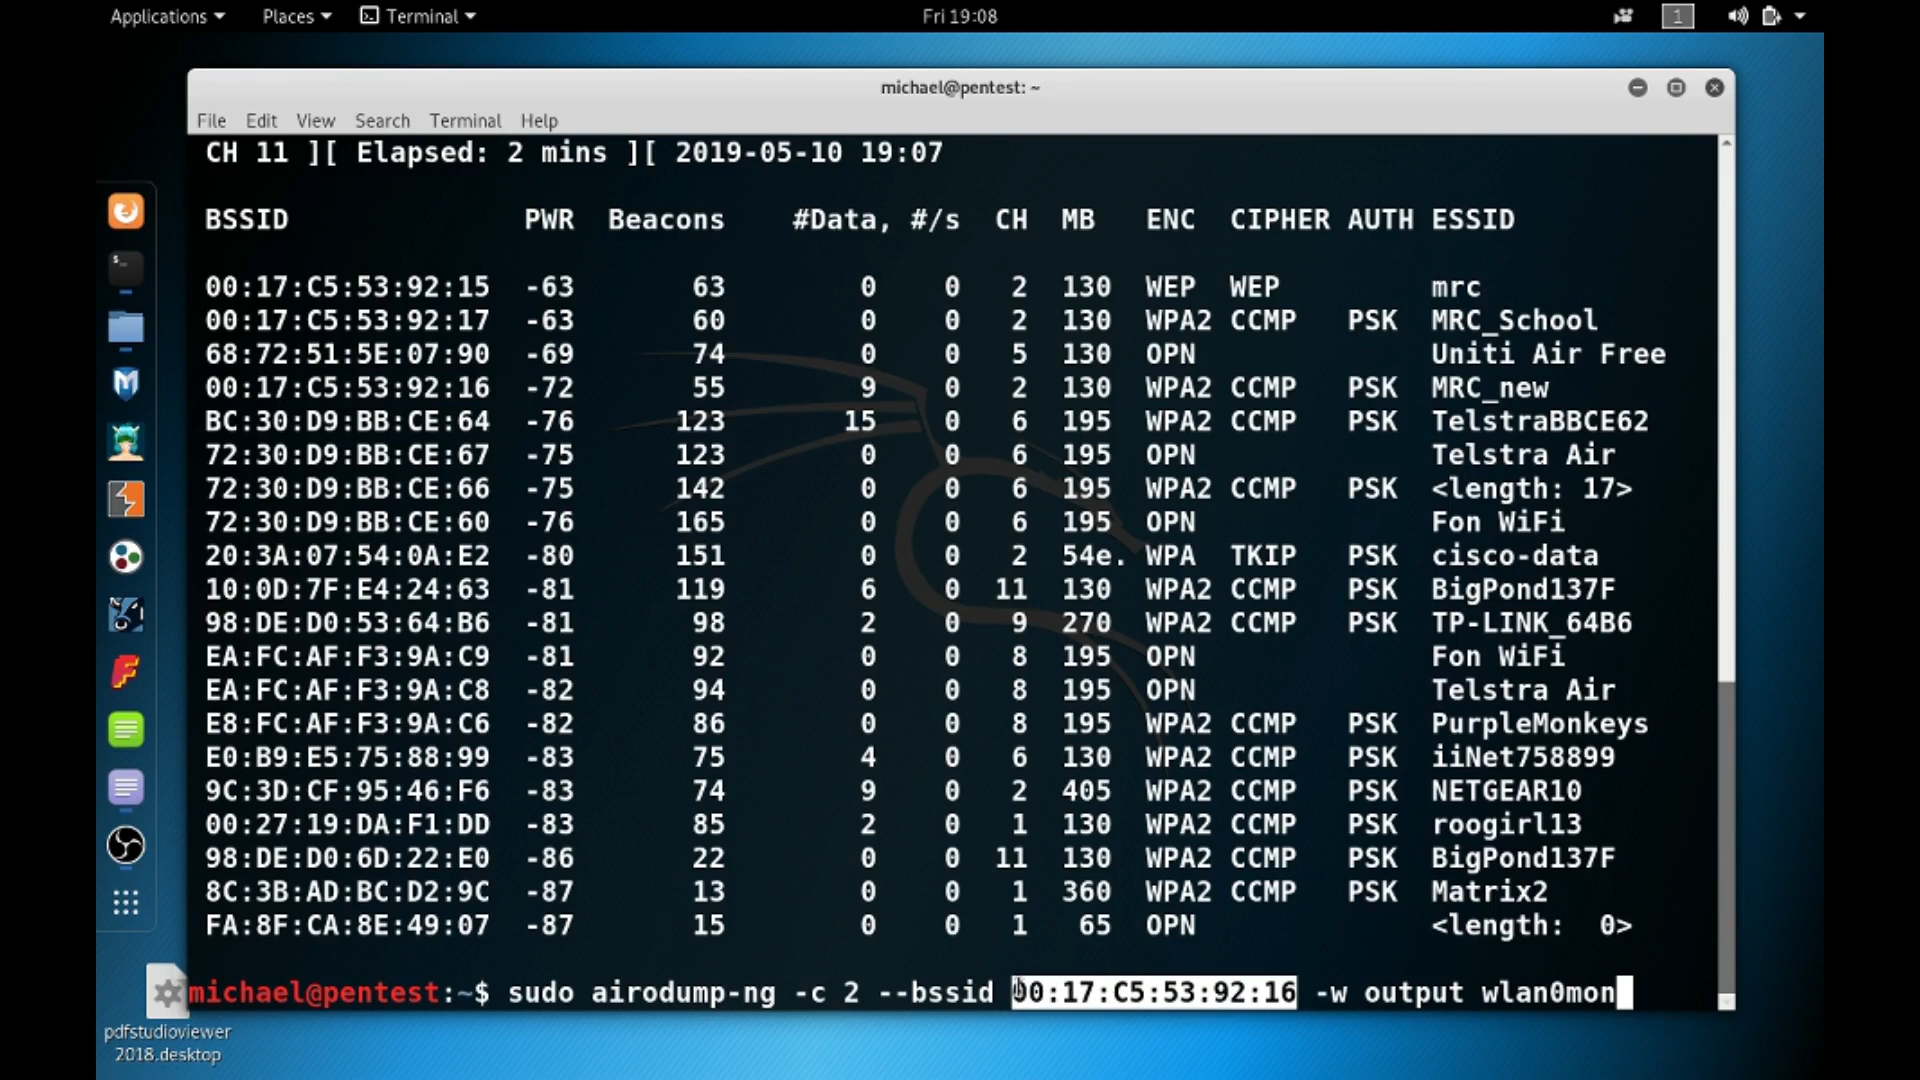 Applications Places Terminal Fri 19:08 1
michael@pentest: ~
File Edit View Search Terminal Help
CH 11 ][ Elapsed: 2 mins ][ 2019-05-10 19:07
BSSID PWR Beacons #Data, #/s CH MB ENC CIPHER AUTH ESSID
00:17:C5:53:92:15 -63 63 0 0 2 130 WEP WEP mrc
00:17:C5:53:92:17 -63 60 0 0 2 130 WPA2 CCMP PSK MRC_School
68:72:51:5E:07:90 -69 74 0 0 5 130 OPN Uniti Air Free
00:17:C5:53:92:16 -72 55 9 0 2 130 WPA2 CCMP PSK MRC_new
BC:30:D9:BB:CE:64 -76 123 15 0 6 195 WPA2 CCMP PSK TelstraBBCE62
72:30:D9:BB:CE:67 -75 123 0 0 6 195 OPN Telstra Air
72:30:D9:BB:CE:66 -75 142 0 0 6 195 WPA2 CCMP PSK <length: 17>
72:30:D9:BB:CE:60 -76 165 0 0 6 195 OPN Fon WiFi
20:3A:07:54:0A:E2 -80 151 0 0 2 54e. WPA TKIP PSK cisco-data
10:0D:7F:E4:24:63 -81 119 6 0 11 130 WPA2 CCMP PSK BigPond137F
98:DE:D0:53:64:B6 -81 98 2 0 9 270 WPA2 CCMP PSK TP-LINK_64B6
EA:FC:AF:F3:9A:C9 -81 92 0 0 8 195 OPN Fon WiFi
EA:FC:AF:F3:9A:C8 -82 94 0 0 8 195 OPN Telstra Air
E8:FC:AF:F3:9A:C6 -82 86 0 0 8 195 WPA2 CCMP PSK PurpleMonkeys
E0:B9:E5:75:88:99 -83 75 4 0 6 130 WPA2 CCMP PSK iiNet758899
9C:3D:CF:95:46:F6 -83 74 9 0 2 405 WPA2 CCMP PSK NETGEAR10
00:27:19:DA:F1:DD -83 85 2 0 1 130 WPA2 CCMP PSK roogirl13
98:DE:D0:6D:22:E0 -86 22 0 0 11 130 WPA2 CCMP PSK BigPond137F
8C:3B:AD:BC:D2:9C -87 13 0 0 1 360 WPA2 CCMP PSK Matrix2
FA:8F:CA:8E:49:07 -87 15 0 0 1 65 OPN <length: 0>
michael@pentest:~$ sudo airodump-ng -c 2 --bssid 00:17:C5:53:92:16 -w output wlan0mon
pdfstudioviewer
2018.desktop